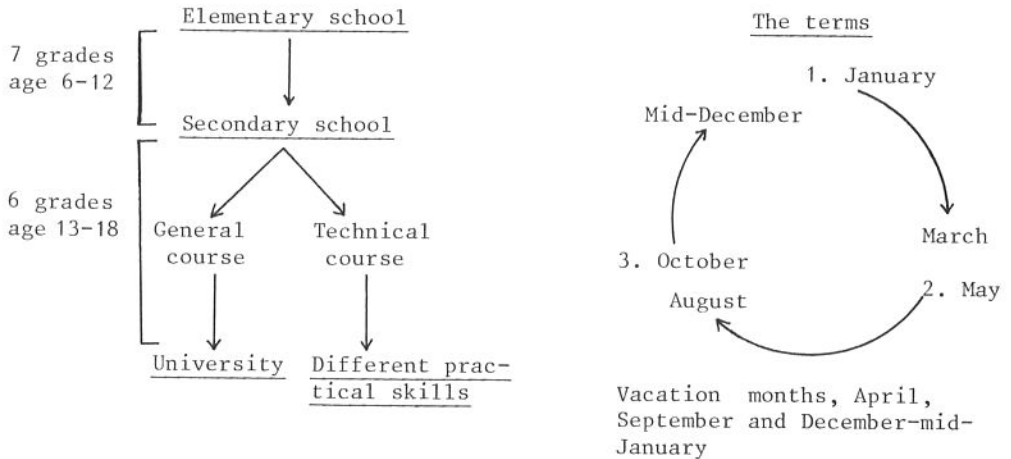 Elementary school
7 grades
age 6-12
Secondary school
6 grades
age 13-18
General
course
Technical
course
University
Different prac-
tical skills
The terms
1. January
Mid-December
March
3. October
2. May
August
Vacation months, April,
September and December-mid-
January